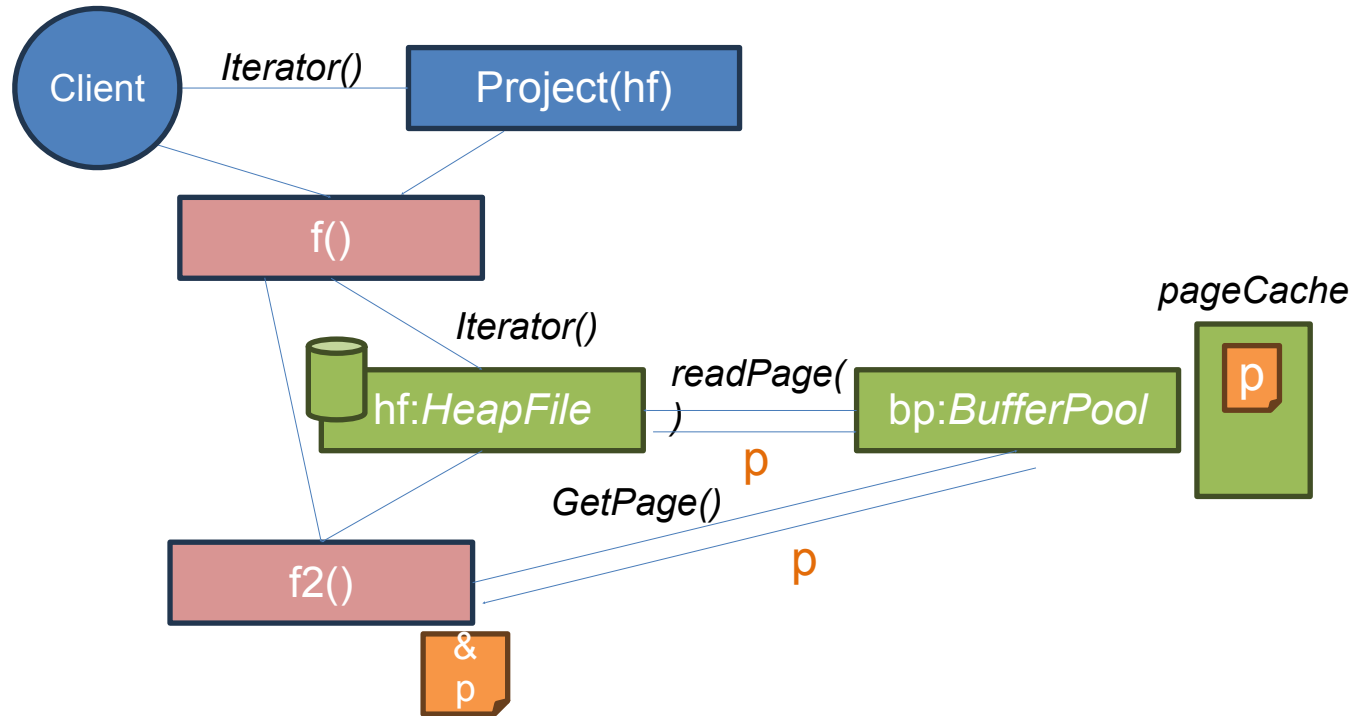 Client
Iterator()
Project(hf)
f()
Iterator()
pageCache
p
hf:HeapFile
readPage(
)
bp:BufferPool
p
GetPage()
p
f2()
&
p